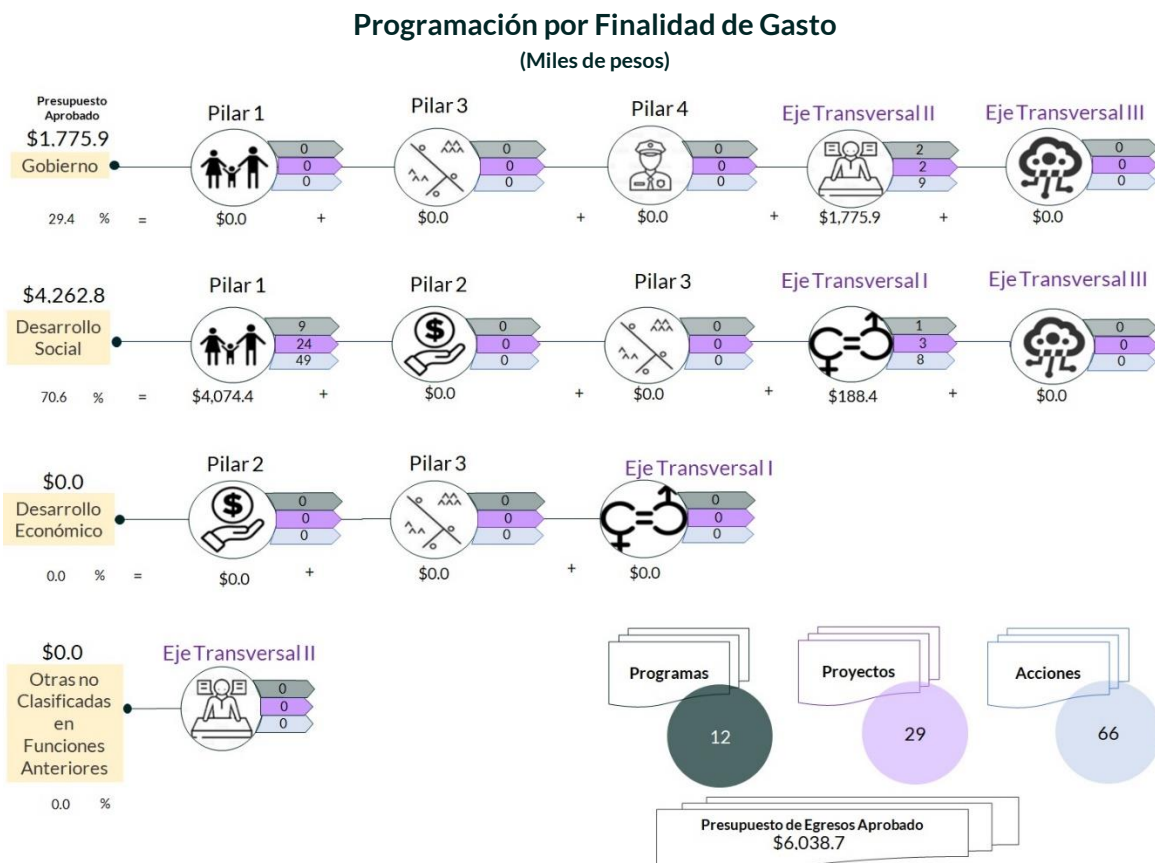 Programación por Finalidad de Gasto
(Miles de pesos)
Presupuesto
Aprobado
$1.775.9
Gobierno
29.4 % =
Pilar 1
0
0
0
$0.0
+
Pilar 3
0
0
0
$0.0
+
Pilar 4
0
0
0
$0.0
+
Eje Transversal II
2
2
9
$1,775.9
+
Eje Transversal III
0
0
0
$0.0
$4,262.8
Desarrollo
Social
70.6 % =
Pilar 1
9
24
49
$4,074.4
+
Pilar 2
0
0
0
$0.0
+
Pilar 3
0
0
0
$0.0
+
Eje Transversal I
1
3
8
$188.4
+
Eje Transversal III
0
0
0
$0.0
$0.0
Desarrollo
Económico
0.0 % =
Pilar 2
$
0
0
0
$0.0
+
Pilar 3
0
0
0
$0.0
+
Eje Transversal I
0
0
0
$0.0
$0.0
Otras no
Clasificadas
en
Funciones
Anteriores
0.0 %
Eje Transversal II
0
0
0
Programas
12
Proyectos
29
Acciones
66
Presupuesto de Egresos Aprobado
$6,038.7